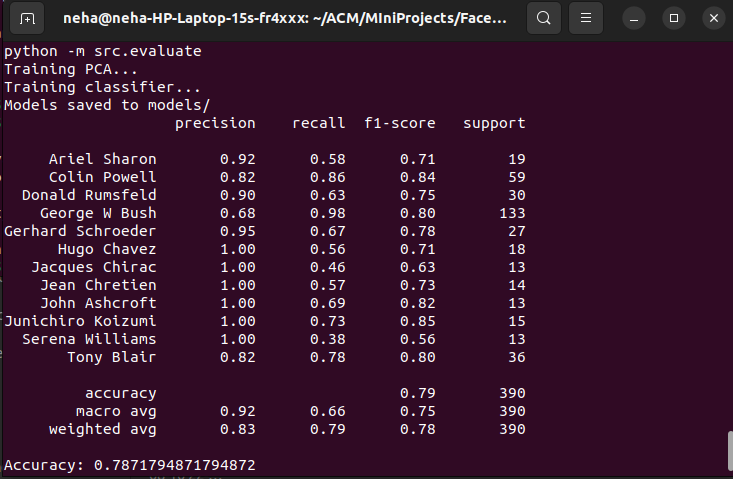 neha@neha-HP-Laptop-15s-fr4xxx: ~/ACM/MIniProjects/Face...
python -m src.evaluate
Training PCA...
Training classifier...
Models saved to models/
precision recall f1-score support
Ariel Sharon 0.92 0.58 0.71 19
Colin Powell 0.82 0.86 0.84 59
Donald Rumsfeld 0.90 0.63 0.75 30
George W Bush 0.68 0.98 0.80 133
Gerhard Schroeder 0.95 0.67 0.78 27
Hugo Chavez 1.00 0.56 0.71 18
Jacques Chirac 1.00 0.46 0.63 13
Jean Chretien 1.00 0.57 0.73 14
John Ashcroft 1.00 0.69 0.82 13
Junichiro Koizumi 1.00 0.73 0.85 15
Serena Williams 1.00 0.38 0.56 13
Tony Blair 0.82 0.78 0.80 36
accuracy 0.79 390
macro avg 0.92 0.66 0.75 390
weighted avg 0.83 0.79 0.78 390
Accuracy: 0.7871794871794872